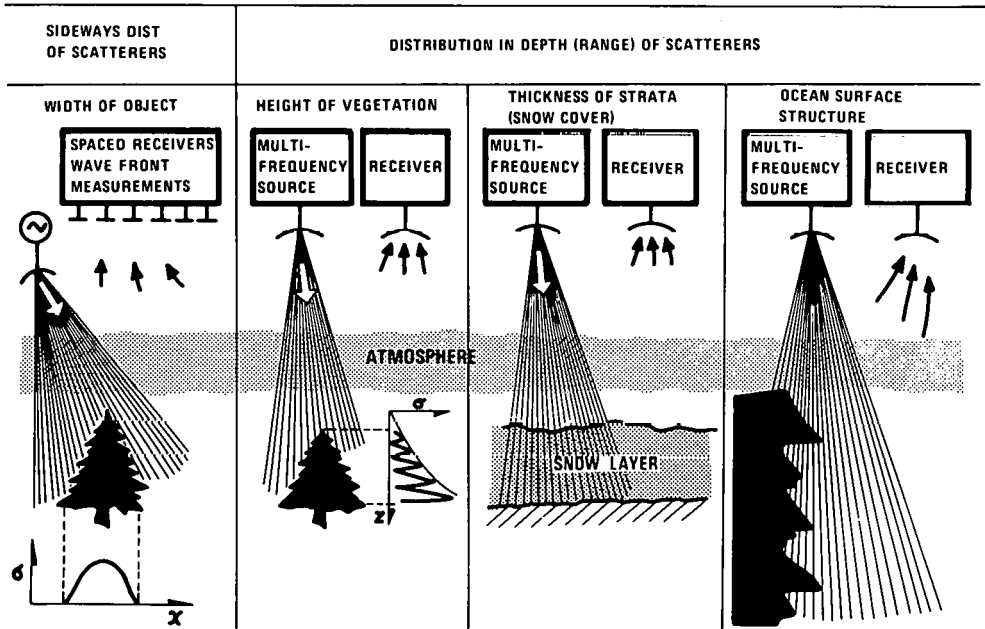 SIDEWAYS DIST
OF SCATTERERS
DISTRIBUTION IN DEPTH (RANGE) OF SCATTERERS
WIDTH OF OBJECT
SPACED RECEIVERS
WAVE FRONT
MEASUREMENTS
HEIGHT OF VEGETATION
MULTI-
FREQUENCY
SOURCE
RECEIVER
THICKNESS OF STRATA
(SNOW COVER)
MULTI-
FREQUENCY
SOURCE
RECEIVER
OCEAN SURFACE
STRUCTURE
MULTI-
FREQUENCY
SOURCE
RECEIVER
ATMOSPHERE
σ
z
SNOW LAYER
σ
x